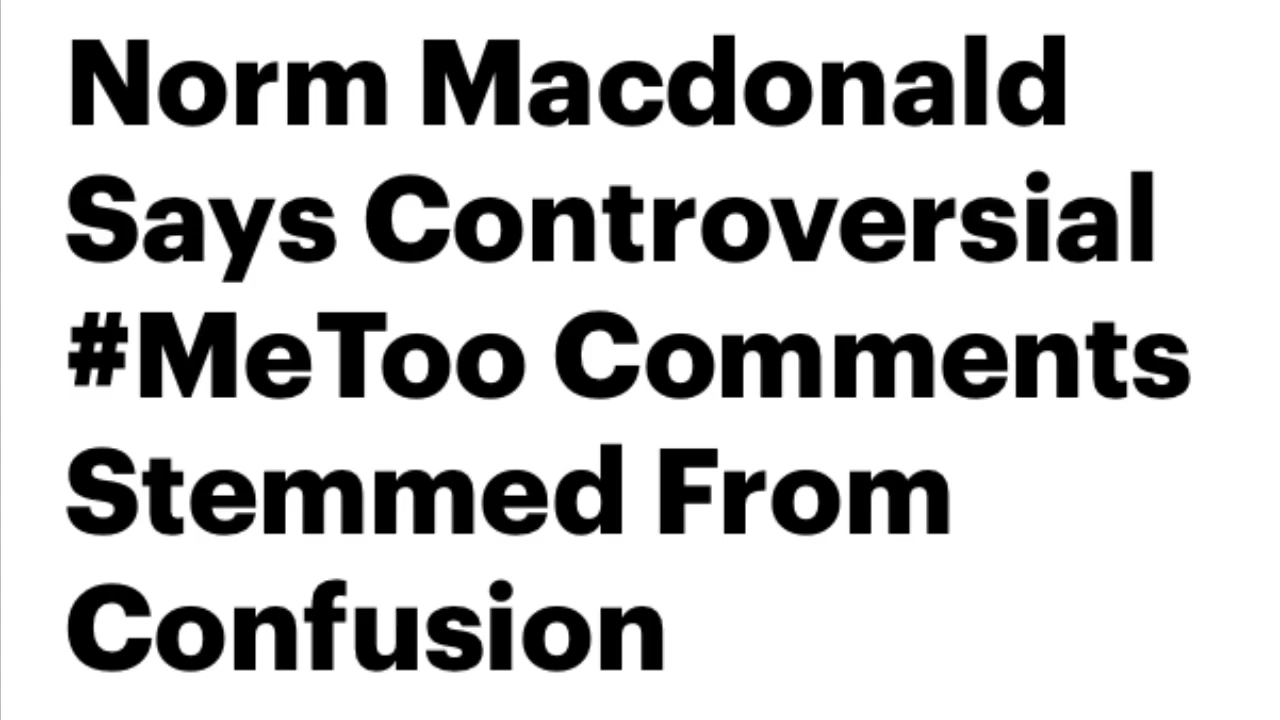 Norm Macdonald
Says Controversial
#MeToo Comments
Stemmed From
Confusion